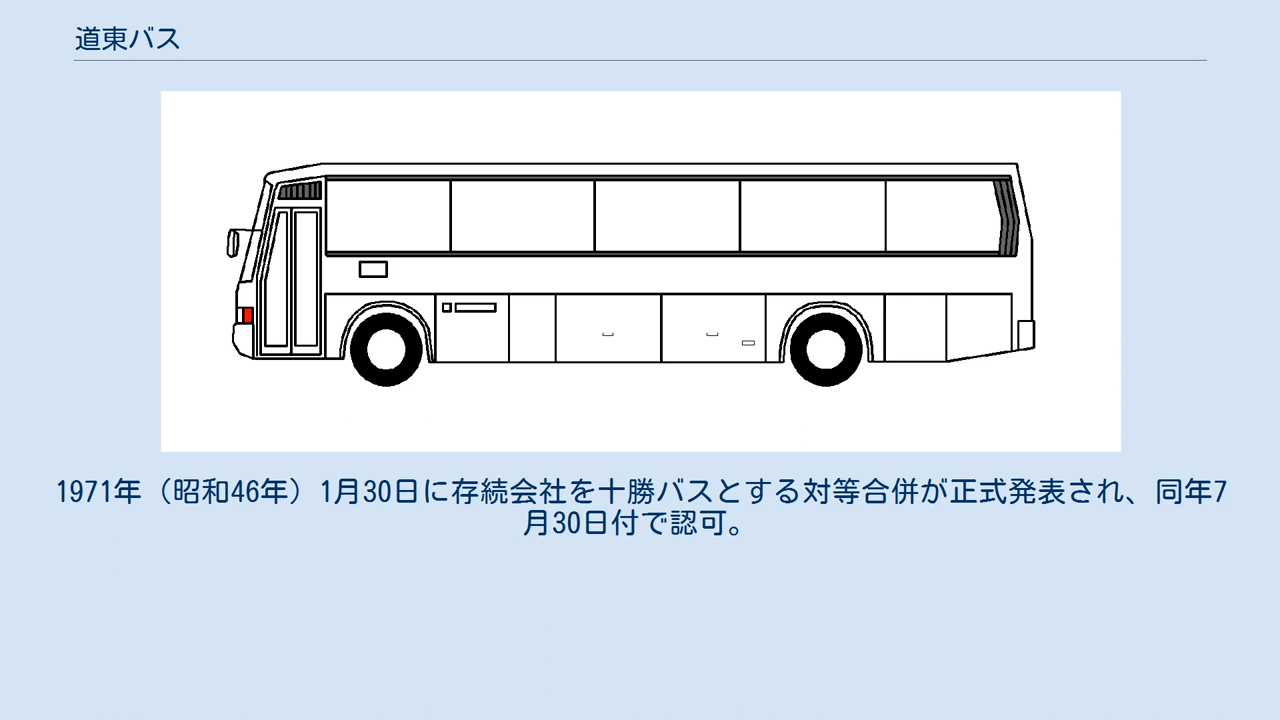 道東バス
1971年（昭和46年）1月30日に存続会社を十勝バスとする対等合併が正式発表され、同年7
月30日付で認可。